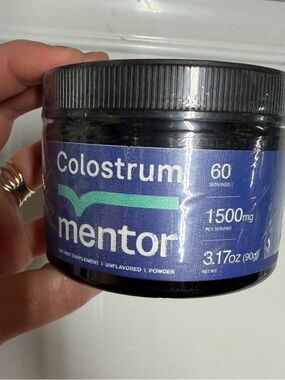 Colostrum
mentor
DIETARY SUPPLEMENT | UNFLAVORED | POWDER
60
SERVINGS
1500mg
PER SERVING
3.17oz (90g)
NET WT